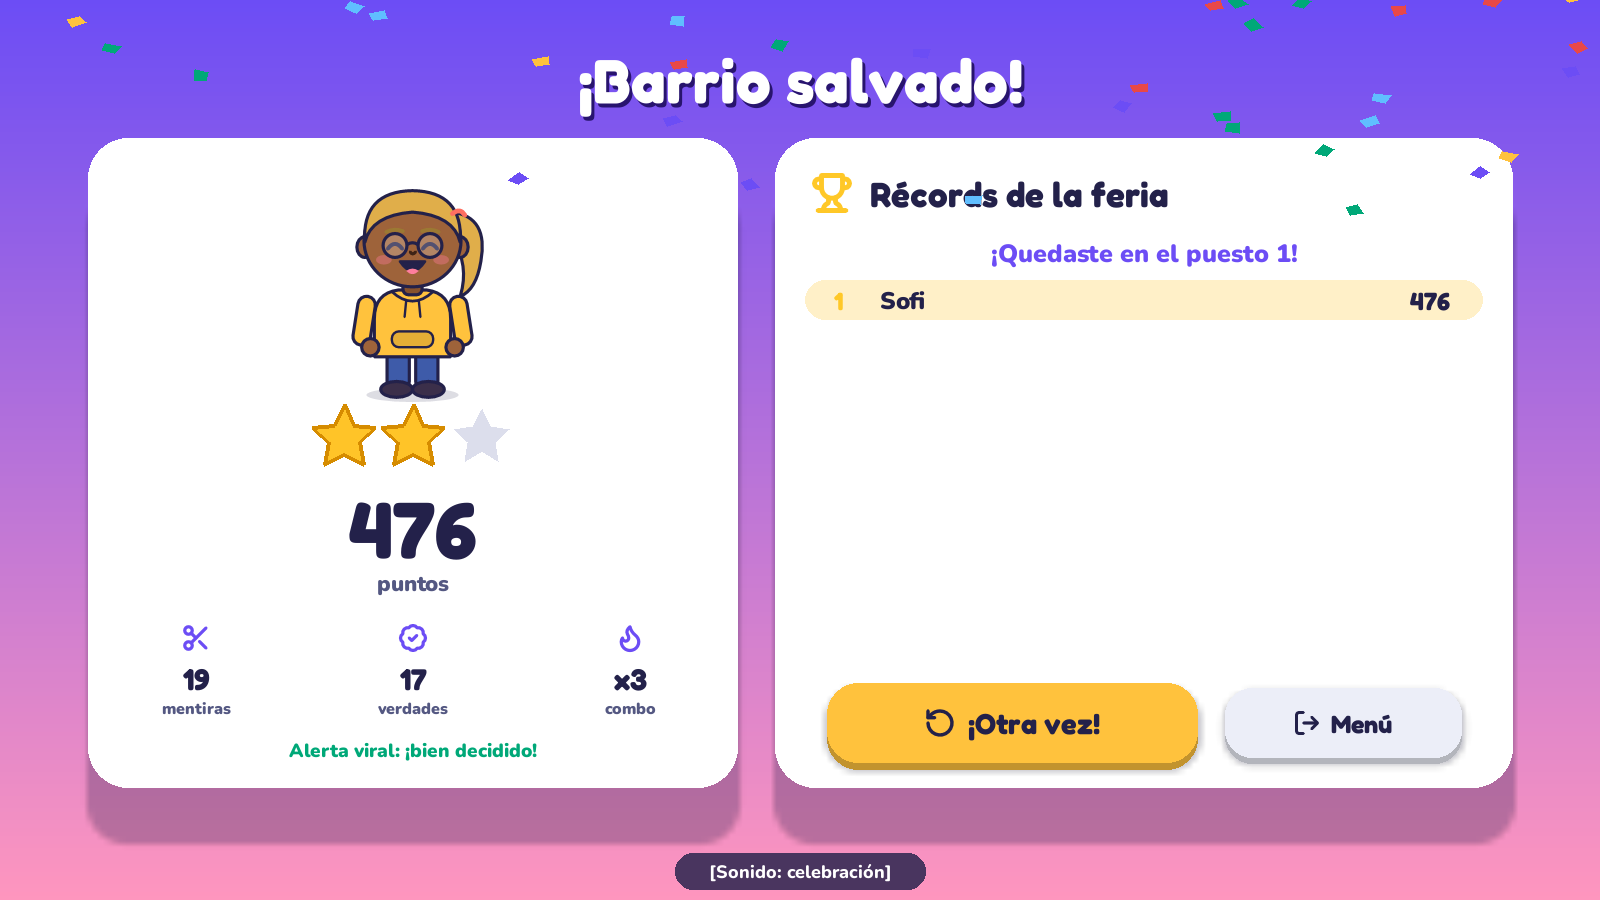 ¡Barrio salvado!
476
puntos
19
mentiras
17
verdades
x3
combo
Alerta viral: ¡bien decidido!
Récords de la feria
¡Quedaste en el puesto 1!
1 Sofi 476
¡Otra vez!
Menú
[Sonido: celebración]